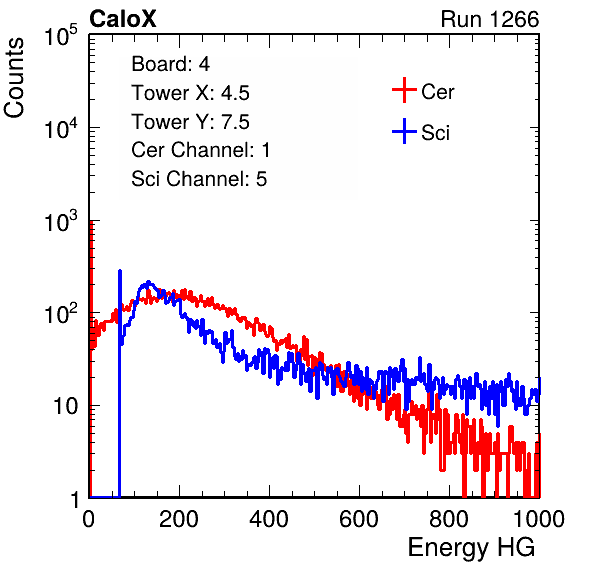 CaloX Run 1266
Counts
10^5
10^4
10^3
10^2
10
1
Board: 4
Tower X: 4.5
Tower Y: 7.5
Cer Channel: 1
Sci Channel: 5
Cer
Sci
0 200 400 600 800 1000
Energy HG